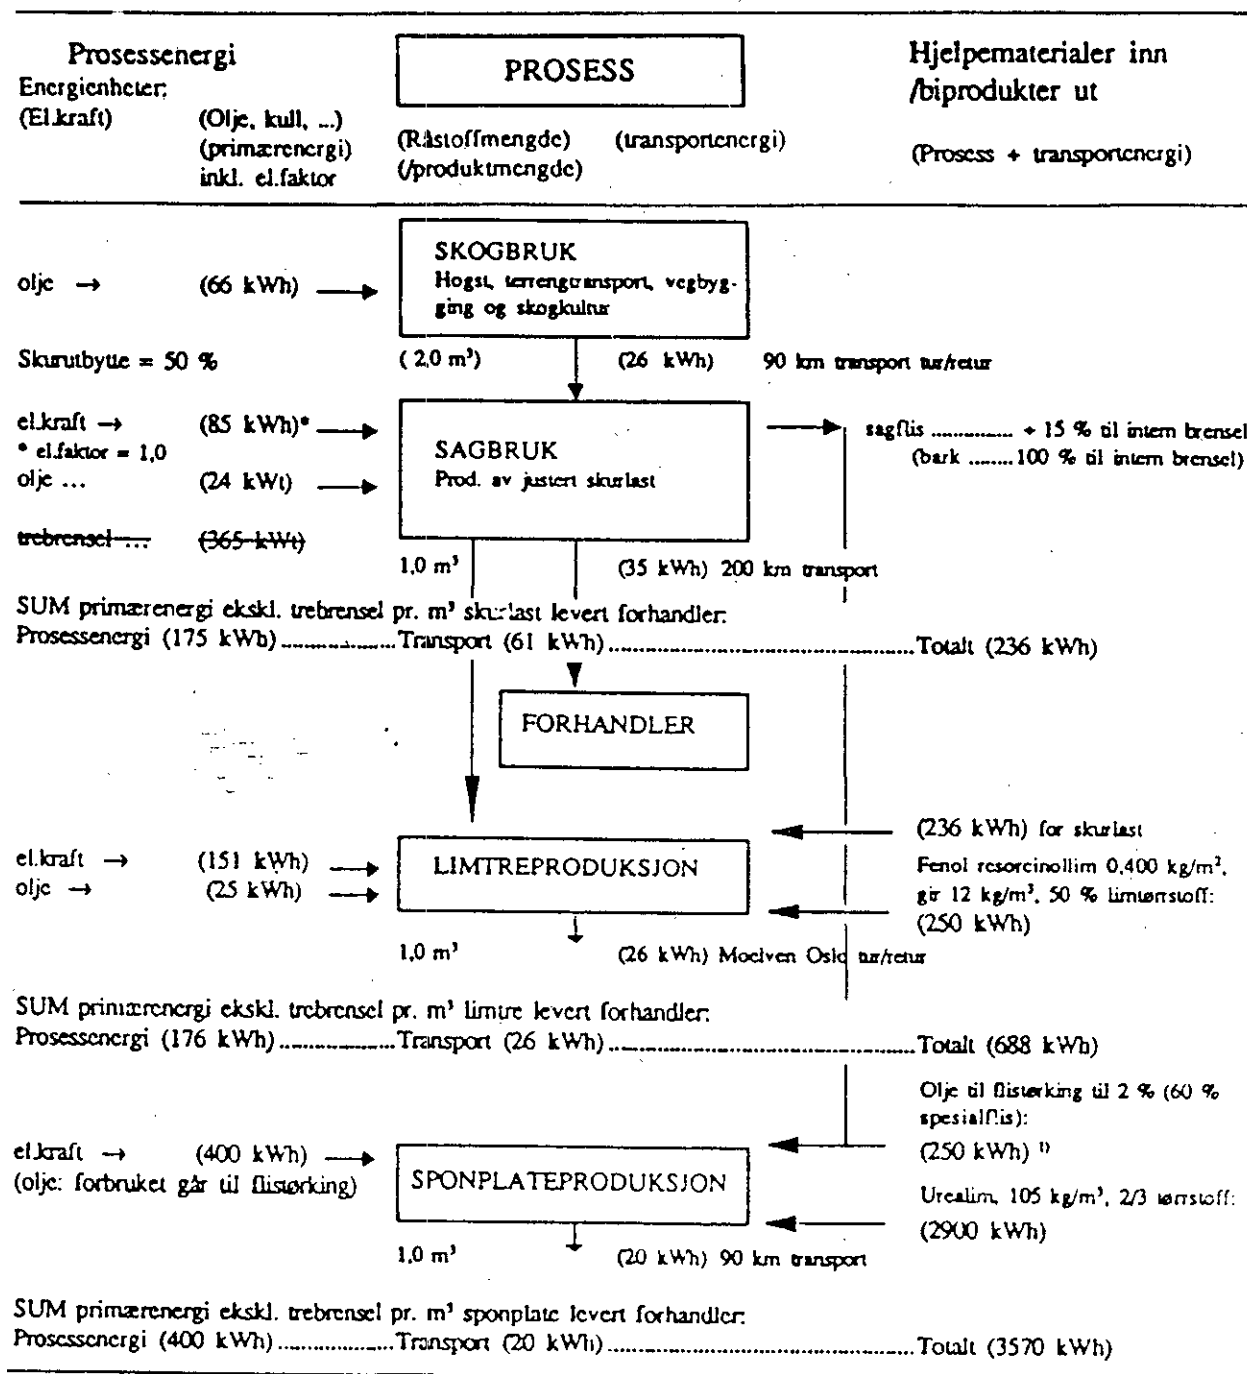 Prosessenergi
Energienheter:
(El.kraft)
(Olje, kull, ...)
(primærenergi)
inkl. el.faktor
PROSESS
(Råstoffmengde) (transportenergi)
(/produktmengde)
Hjelpematerialer inn
/biprodukter ut
(Prosess + transportenergi)
SKOGBRUK
Hogst, terrengtransport, vegbyg-
ging og skogkultur
olje → (66 kWh)
Skurutbytte = 50 % (2,0 m³) (26 kWh) 90 km transport tur/retur
el.kraft → (85 kWh)*
* el.faktor = 1,0
olje ... (24 kWt)
trebrensel ... (365 kWt)
SAGBRUK
Prod. av justert skurlast
sagflis .............. + 15 % til intern brensel
(bark ........100 % til intern brensel)
1,0 m³ (35 kWh) 200 km transport
SUM primærenergi ekskl. trebrensel pr. m³ skurlast levert forhandler:
Prosessenergi (175 kWh) ................Transport (61 kWh)...........................................Totalt (236 kWh)
FORHANDLER
el.kraft → (151 kWh)
olje → (25 kWh)
LIMTREPRODUKSJON
(236 kWh) for skurlast
Fenol resorcinollim 0,400 kg/m²,
gir 12 kg/m³, 50 % limtørrstoff:
(250 kWh)
1,0 m³ (26 kWh) Moelven Oslo tur/retur
SUM primærenergi ekskl. trebrensel pr. m³ limtre levert forhandler:
Prosessenergi (176 kWh)................Transport (26 kWh)...........................................Totalt (688 kWh)
Olje til flistørking til 2 % (60 %
spesialflis):
(250 kWh) ¹⁾
el.kraft → (400 kWh)
(olje: forbruket går til flistørking)
SPONPLATEPRODUKSJON
Urealim, 105 kg/m³, 2/3 tørrstoff:
(2900 kWh)
1,0 m³ (20 kWh) 90 km transport
SUM primærenergi ekskl. trebrensel pr. m³ sponplate levert forhandler:
Prosessenergi (400 kWh)................Transport (20 kWh)...........................................Totalt (3570 kWh)